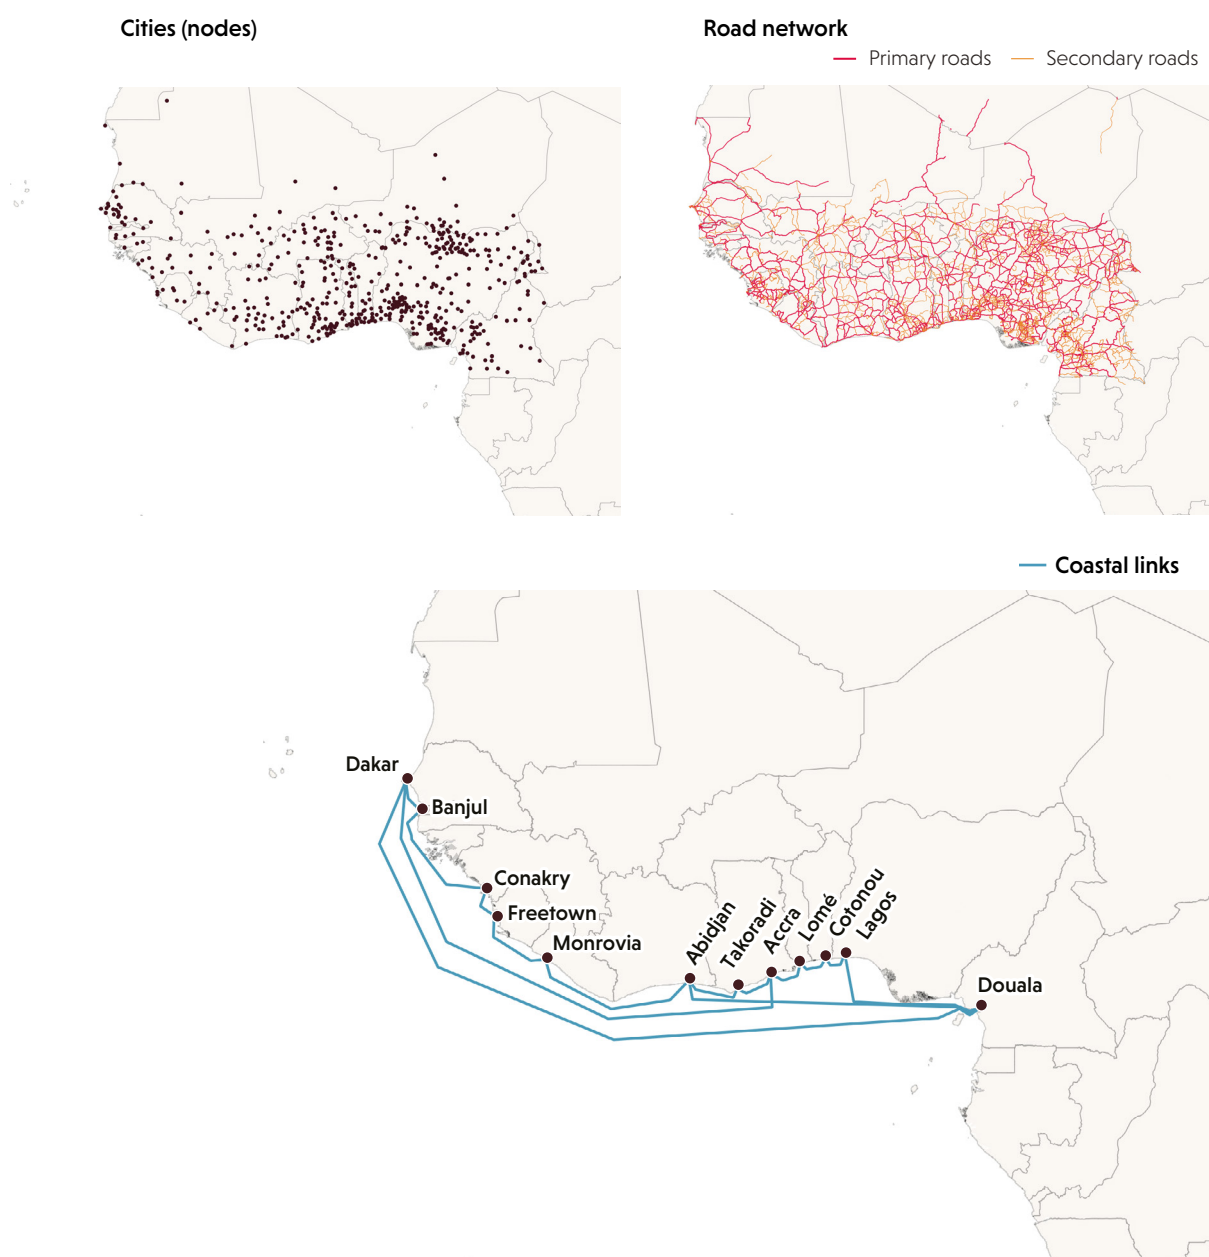 Cities (nodes)
Road network
Primary roads
Secondary roads
Coastal links
Dakar
Banjul
Conakry
Freetown
Monrovia
Abidjan
Takoradi
Accra
Lomé
Cotonou
Lagos
Douala